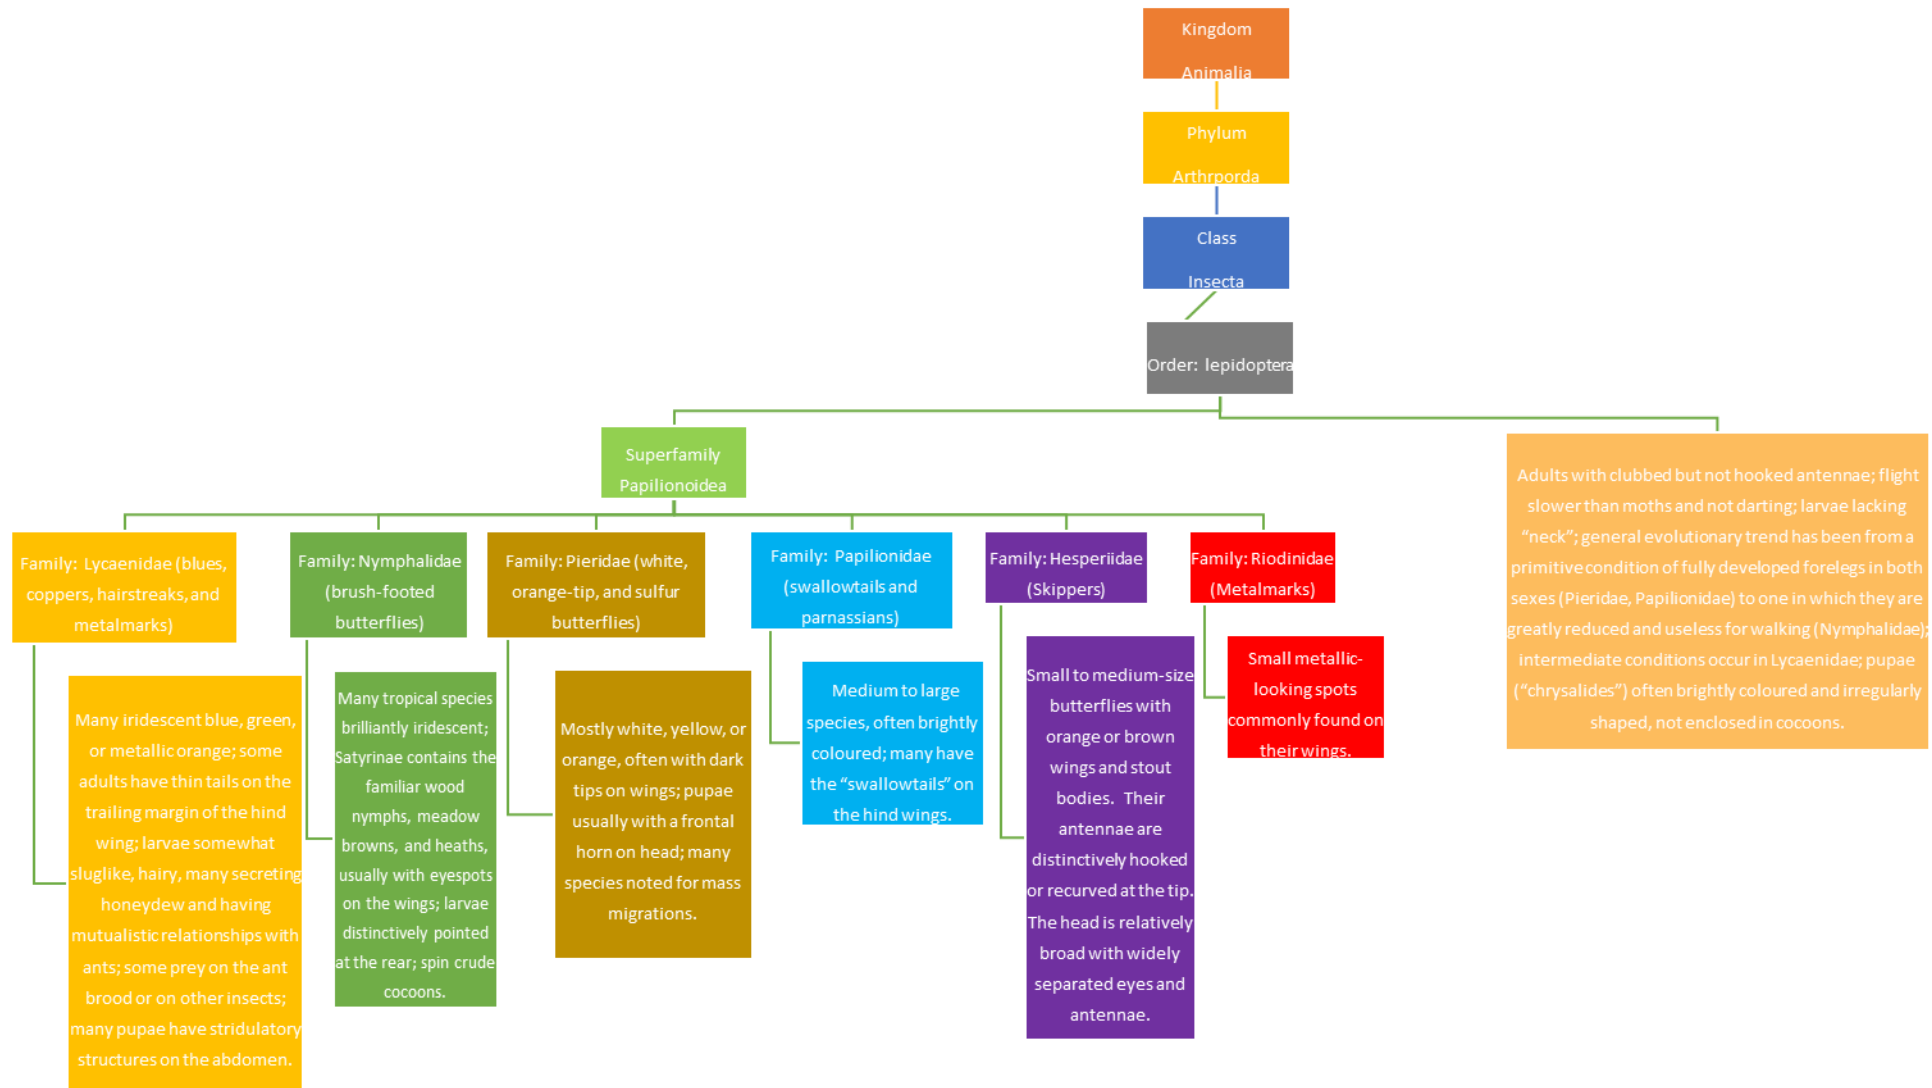 Kingdom
Animalia
Phylum
Arthrporda
Class
Insecta
Order: lepidoptera
Superfamily
Papilionoidea
Adults with clubbed but not hooked antennae; flight
slower than moths and not darting; larvae lacking
“neck”; general evolutionary trend has been from a
primitive condition of fully developed forelegs in both
sexes (Pieridae, Papilionidae) to one in which they are
greatly reduced and useless for walking (Nymphalidae);
intermediate conditions occur in Lycaenidae; pupae
(“chrysalides”) often brightly coloured and irregularly
shaped, not enclosed in cocoons.
Family: Lycaenidae (blues,
coppers, hairstreaks, and
metalmarks)
Many iridescent blue, green,
or metallic orange; some
adults have thin tails on the
trailing margin of the hind
wing; larvae somewhat
sluglike, hairy, many secreting
honeydew and having
mutualistic relationships with
ants; some prey on the ant
brood or on other insects;
many pupae have stridulatory
structures on the abdomen.
Family: Nymphalidae
(brush-footed
butterflies)
Many tropical species
brilliantly iridescent;
Satyrinae contains the
familiar wood
nymphs, meadow
browns, and heaths,
usually with eyespots
on the wings; larvae
distinctively pointed
at the rear; spin crude
cocoons.
Family: Pieridae (white,
orange-tip, and sulfur
butterflies)
Mostly white, yellow, or
orange, often with dark
tips on wings; pupae
usually with a frontal
horn on head; many
species noted for mass
migrations.
Family: Papilionidae
(swallowtails and
parnassians)
Medium to large
species, often brightly
coloured; many have
the “swallowtails” on
the hind wings.
Family: Hesperiidae
(Skippers)
Small to medium-size
butterflies with
orange or brown
wings and stout
bodies. Their
antennae are
distinctively hooked
or recurved at the tip.
The head is relatively
broad with widely
separated eyes and
antennae.
Family: Riodinidae
(Metalmarks)
Small metallic-
looking spots
commonly found on
their wings.